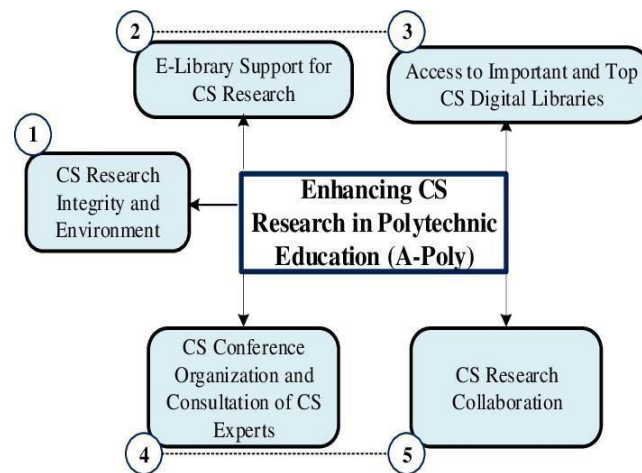 2
3
E-Library Support for
CS Research
Access to Important and Top
CS Digital Libraries
1
CS Research
Integrity and
Environment
Enhancing CS
Research in Polytechnic
Education (A-Poly)
CS Conference
Organization and
Consultation of CS
Experts
CS Research
Collaboration
4
5